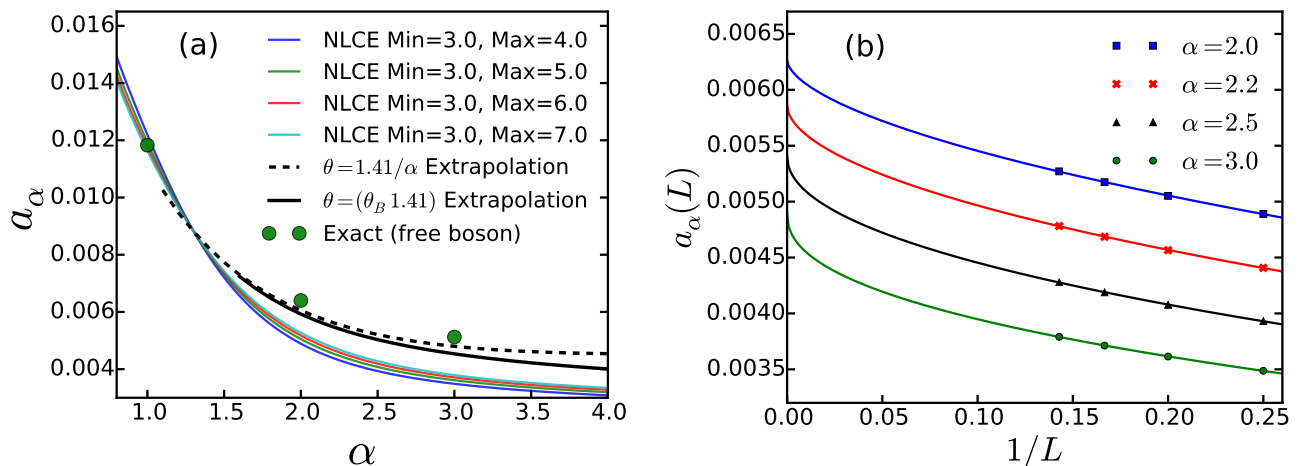 (a)
a_α
0.016
0.014
0.012
0.010
0.008
0.006
0.004
NLCE Min=3.0, Max=4.0
NLCE Min=3.0, Max=5.0
NLCE Min=3.0, Max=6.0
NLCE Min=3.0, Max=7.0
θ=1.41/α Extrapolation
θ=(θ_B 1.41) Extrapolation
Exact (free boson)
1.0 1.5 2.0 2.5 3.0 3.5 4.0
α
(b)
a_α(L)
0.0065
0.0060
0.0055
0.0050
0.0045
0.0040
0.0035
α=2.0
α=2.2
α=2.5
α=3.0
0.00 0.05 0.10 0.15 0.20 0.25
1/L